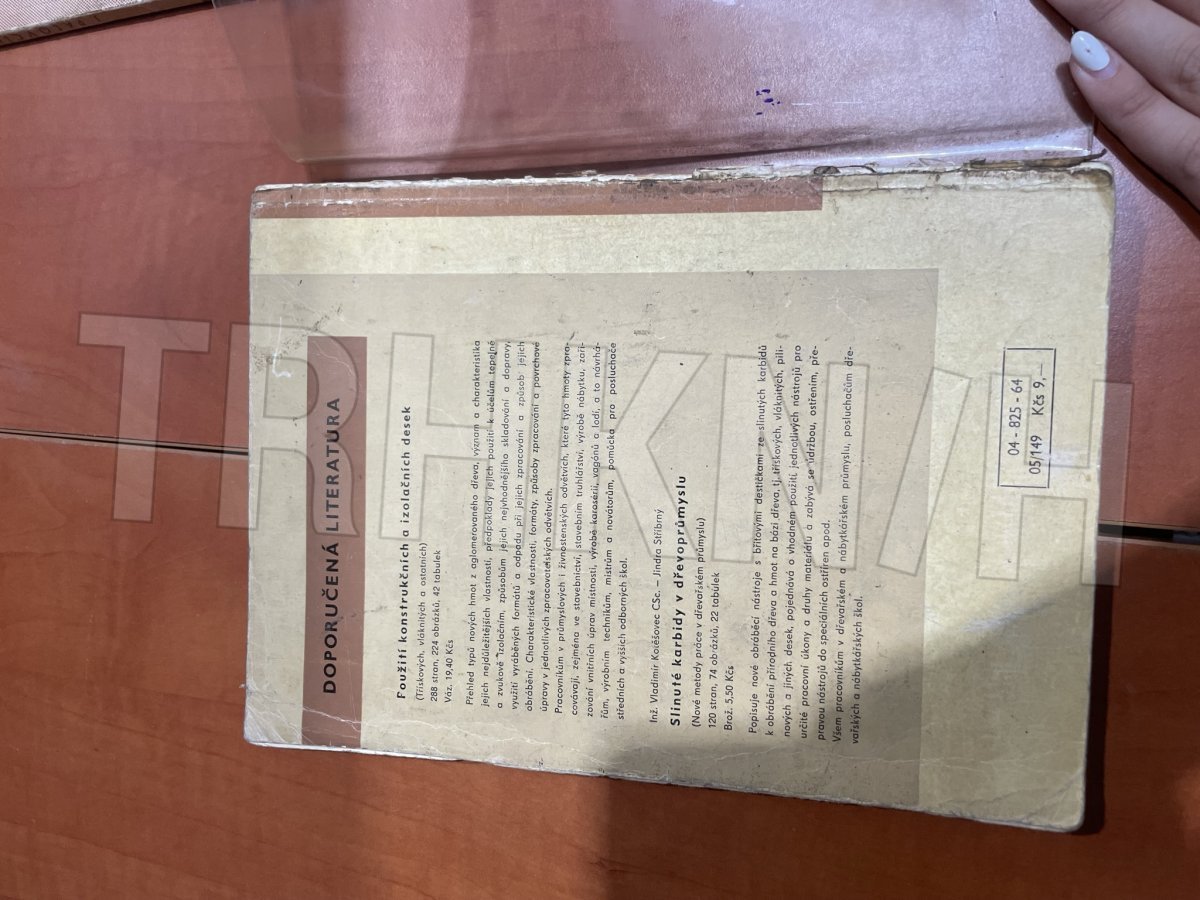 DOPORUČENÁ LITERATURA
Použití konstrukčních a izolačních desek
(Třískových, vláknitých a ostatních)
288 stran, 224 obrázků, 42 tabulek
Váz. 19,40 Kčs
Přehled typů nových hmot z aglomerovaného dřeva, význam a charakteristika
jejich nejdůležitějších vlastností, předpoklady jejich použití k účelům tepelně
a zvukově izolačním, způsobům jejich nejvhodnějšího skladování a dopravy,
využití vyráběných formátů a odpadu při jejich zpracování a způsob jejich
obrábění. Charakteristické vlastnosti, formáty, způsoby zpracování a povrchové
úpravy v jednotlivých zpracovatelských odvětvích.
Pracovníkům v průmyslových i živnostenských odvětvích, které tyto hmoty zpra-
covávají, zejména ve stavebnictví, stavebním truhlářství, výrobě nábytku, zaři-
zování vnitřních úprav místností, výrobě karosérií, vagónů a lodí, a to návrhá-
řům, výrobním technikům, mistrům a novátorům, pomůcka pro posluchače
středních a vyšších odborných škol.
Inž. Vladimír Kotěšovec CSc. – Jindra Stříbrný
Slinuté karbidy v dřevoprůmyslu
(Nové metody práce v dřevařském průmyslu)
120 stran, 74 obrázků, 22 tabulek
Brož. 5,50 Kčs
Popisuje nové obráběcí nástroje s břitovými destičkami ze slinutých karbidů
k obrábění přírodního dřeva a hmot na bázi dřeva, tj. třískových, vláknitých, pili-
nových a jiných desek, pojednává o vhodném použití jednotlivých nástrojů pro
určité pracovní úkony a druhy materiálu a zabývá se údržbou, ostřením, pře-
pravou nástrojů do speciálních ostříren apod.
Všem pracovníkům v dřevařském a nábytkářském průmyslu, posluchačům dře-
vařských a nábytkářských škol.
04 - 825 - 64
05/149 Kčs 9,—